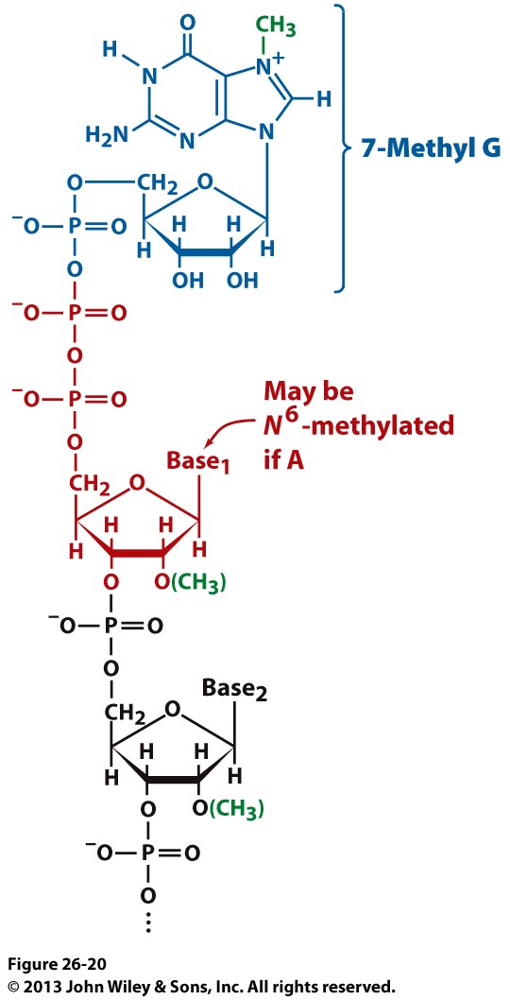 O
CH3
H
N
N+
H
H2N
N
N
7-Methyl G
O
CH2
O
−O—P=O
H
H
H
H
O
OH
OH
−O—P=O
O
−O—P=O
May be
N6-methylated
if A
O
Base1
CH2
O
H
H
H
H
O
O(CH3)
−O—P=O
O
Base2
CH2
O
H
H
H
H
O
O(CH3)
−O—P=O
O
⋮
Figure 26-20
© 2013 John Wiley & Sons, Inc. All rights reserved.